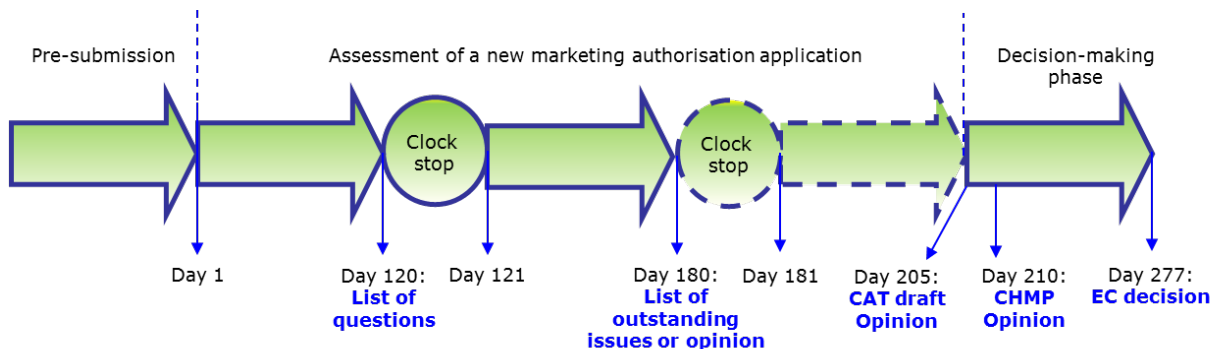 Pre-submission
Assessment of a new marketing authorisation application
Decision-making
phase
Clock
stop
Clock
stop
Day 1
Day 120:
List of
questions
Day 121
Day 180:
List of
outstanding
issues or opinion
Day 181
Day 205:
CAT draft
Opinion
Day 210:
CHMP
Opinion
Day 277:
EC decision